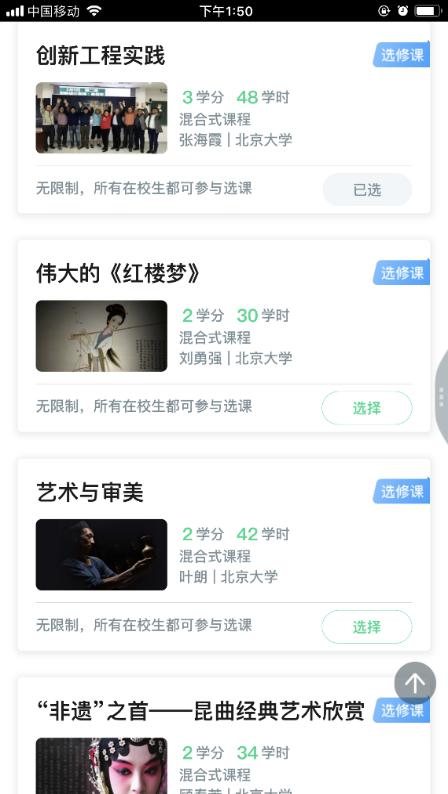 中国移动 下午1:50
创新工程实践 选修课
3学分 48学时
混合式课程
张海霞 | 北京大学
无限制，所有在校生都可参与选课 已选
伟大的《红楼梦》 选修课
2学分 30学时
混合式课程
刘勇强 | 北京大学
无限制，所有在校生都可参与选课 选择
艺术与审美 选修课
2学分 42学时
混合式课程
叶朗 | 北京大学
无限制，所有在校生都可参与选课 选择
“非遗”之首——昆曲经典艺术欣赏 选修课
2学分 34学时
混合式课程